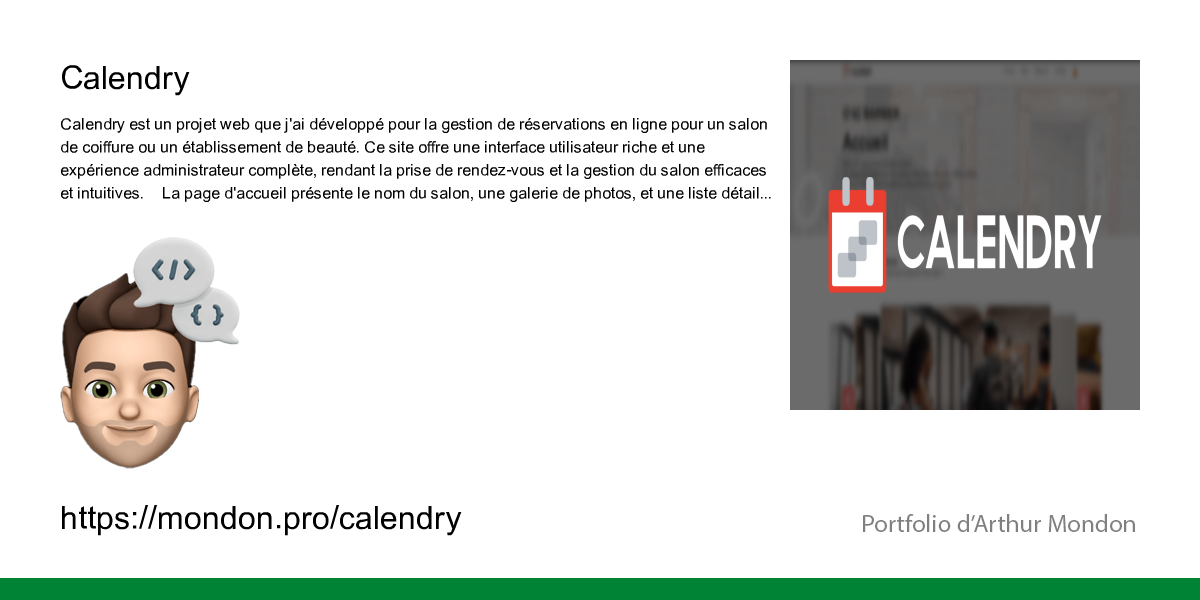 Calendry
Calendry est un projet web que j'ai développé pour la gestion de réservations en ligne pour un salon
de coiffure ou un établissement de beauté. Ce site offre une interface utilisateur riche et une
expérience administrateur complète, rendant la prise de rendez-vous et la gestion du salon efficaces
et intuitives. La page d'accueil présente le nom du salon, une galerie de photos, et une liste détail...
</>
{ }
Accueil
CALENDRY
https://mondon.pro/calendry
Portfolio d’Arthur Mondon